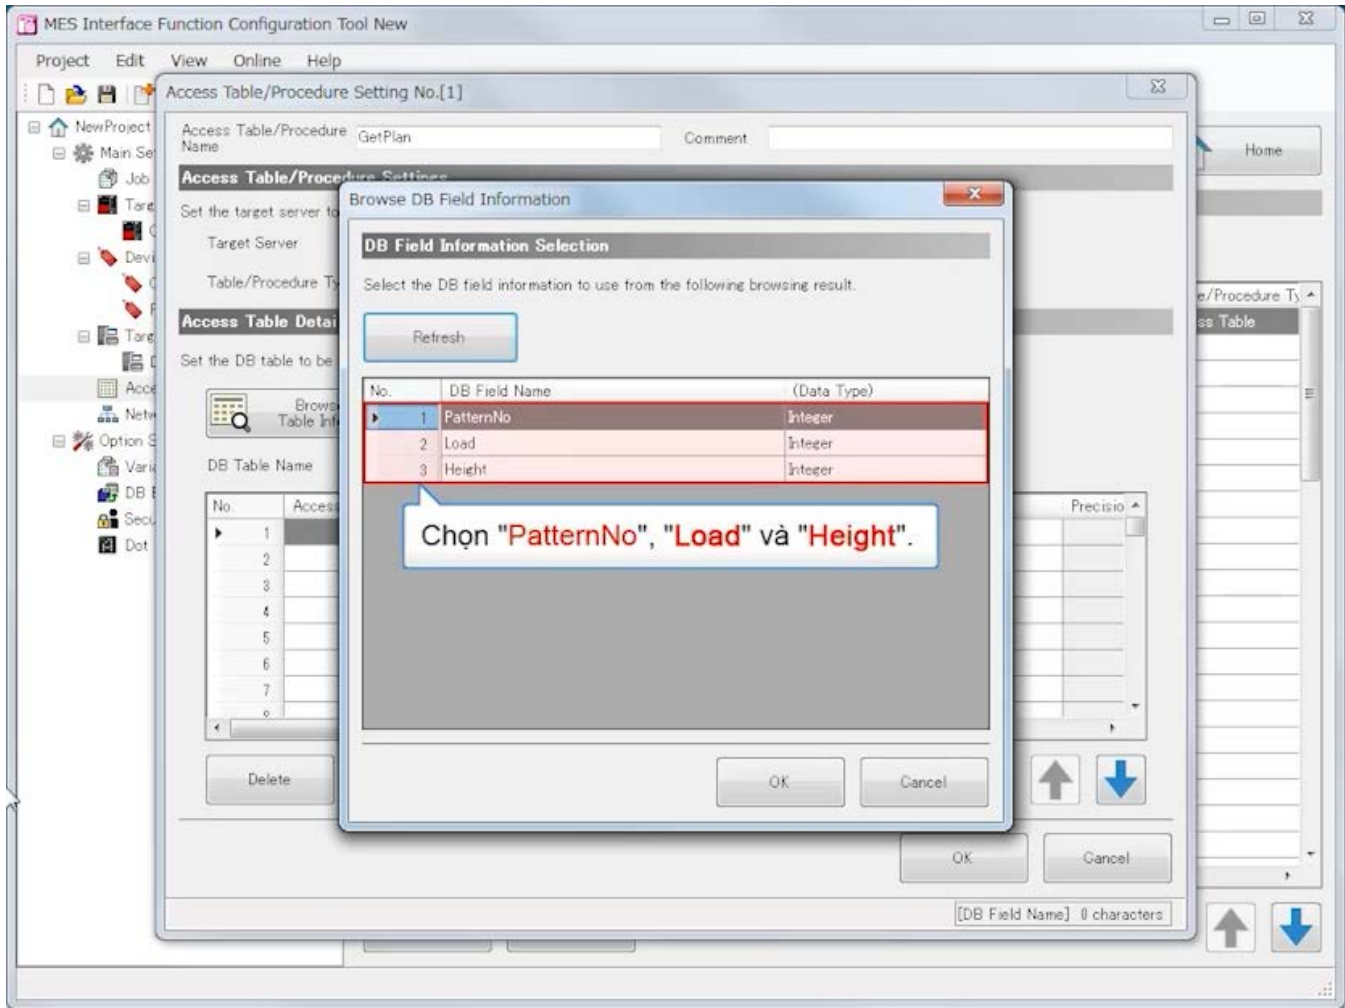 MES Interface Function Configuration Tool New
Project Edit View Online Help
Access Table/Procedure Setting No.[1]
NewProject
Main Se
Job
Targ
Devi
Targ
Acce
Netw
Option S
Varia
DB
Secu
Dot
Access Table/Procedure Name GetPlan Comment
Home
Access Table/Procedure Settings
Set the target server to
Target Server
Table/Procedure Ty
Access Table Detai
Set the DB table to be
Brows
Table Inf
DB Table Name
No. Access Precisio
1
2
3
4
5
6
7
Delete
OK Cancel
[DB Field Name] 0 characters
e/Procedure Ty
ss Table
Browse DB Field Information
DB Field Information Selection
Select the DB field information to use from the following browsing result.
Refresh
No. DB Field Name (Data Type)
1 PatternNo Integer
2 Load Integer
3 Height Integer
Chọn "PatternNo", "Load" và "Height".
OK Cancel